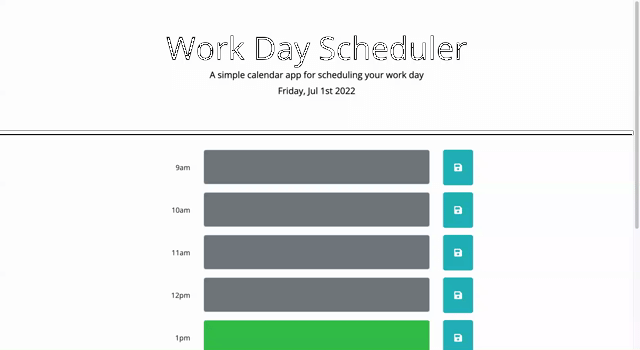 Work Day Scheduler
A simple calendar app for scheduling your work day
Friday, Jul 1st 2022
9am
10am
11am
12pm
1pm